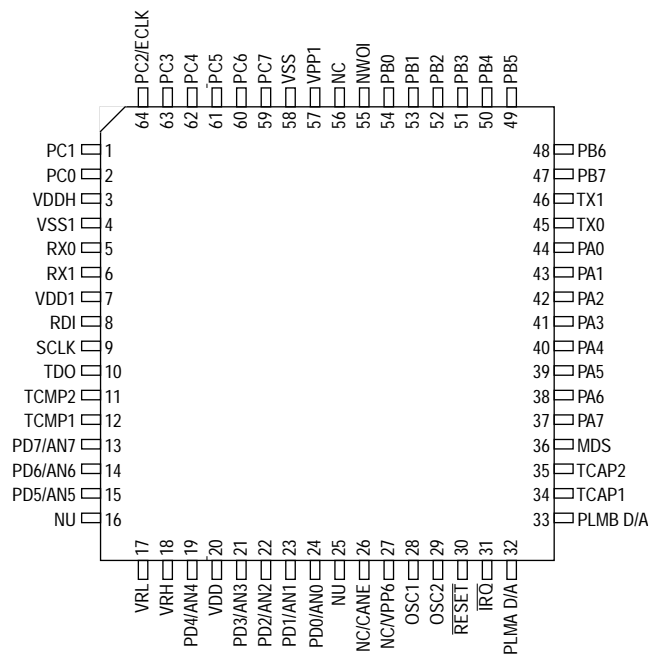 PC2/ECLK
PC3
PC4
PC5
PC6
PC7
VSS
VPP1
NC
NWOI
PB0
PB1
PB2
PB3
PB4
PB5
64
63
62
61
60
59
58
57
56
55
54
53
52
51
50
49
PC1 1
PC0 2
VDDH 3
VSS1 4
RX0 5
RX1 6
VDD1 7
RDI 8
SCLK 9
TDO 10
TCMP2 11
TCMP1 12
PD7/AN7 13
PD6/AN6 14
PD5/AN5 15
NU 16
48 PB6
47 PB7
46 TX1
45 TX0
44 PA0
43 PA1
42 PA2
41 PA3
40 PA4
39 PA5
38 PA6
37 PA7
36 MDS
35 TCAP2
34 TCAP1
33 PLMB D/A
17
18
19
20
21
22
23
24
25
26
27
28
29
30
31
32
VRL
VRH
PD4/AN4
VDD
PD3/AN3
PD2/AN2
PD1/AN1
PD0/AN0
NU
NC/CANE
NC/VPP6
OSC1
OSC2
RESET
IRQ
PLMA D/A